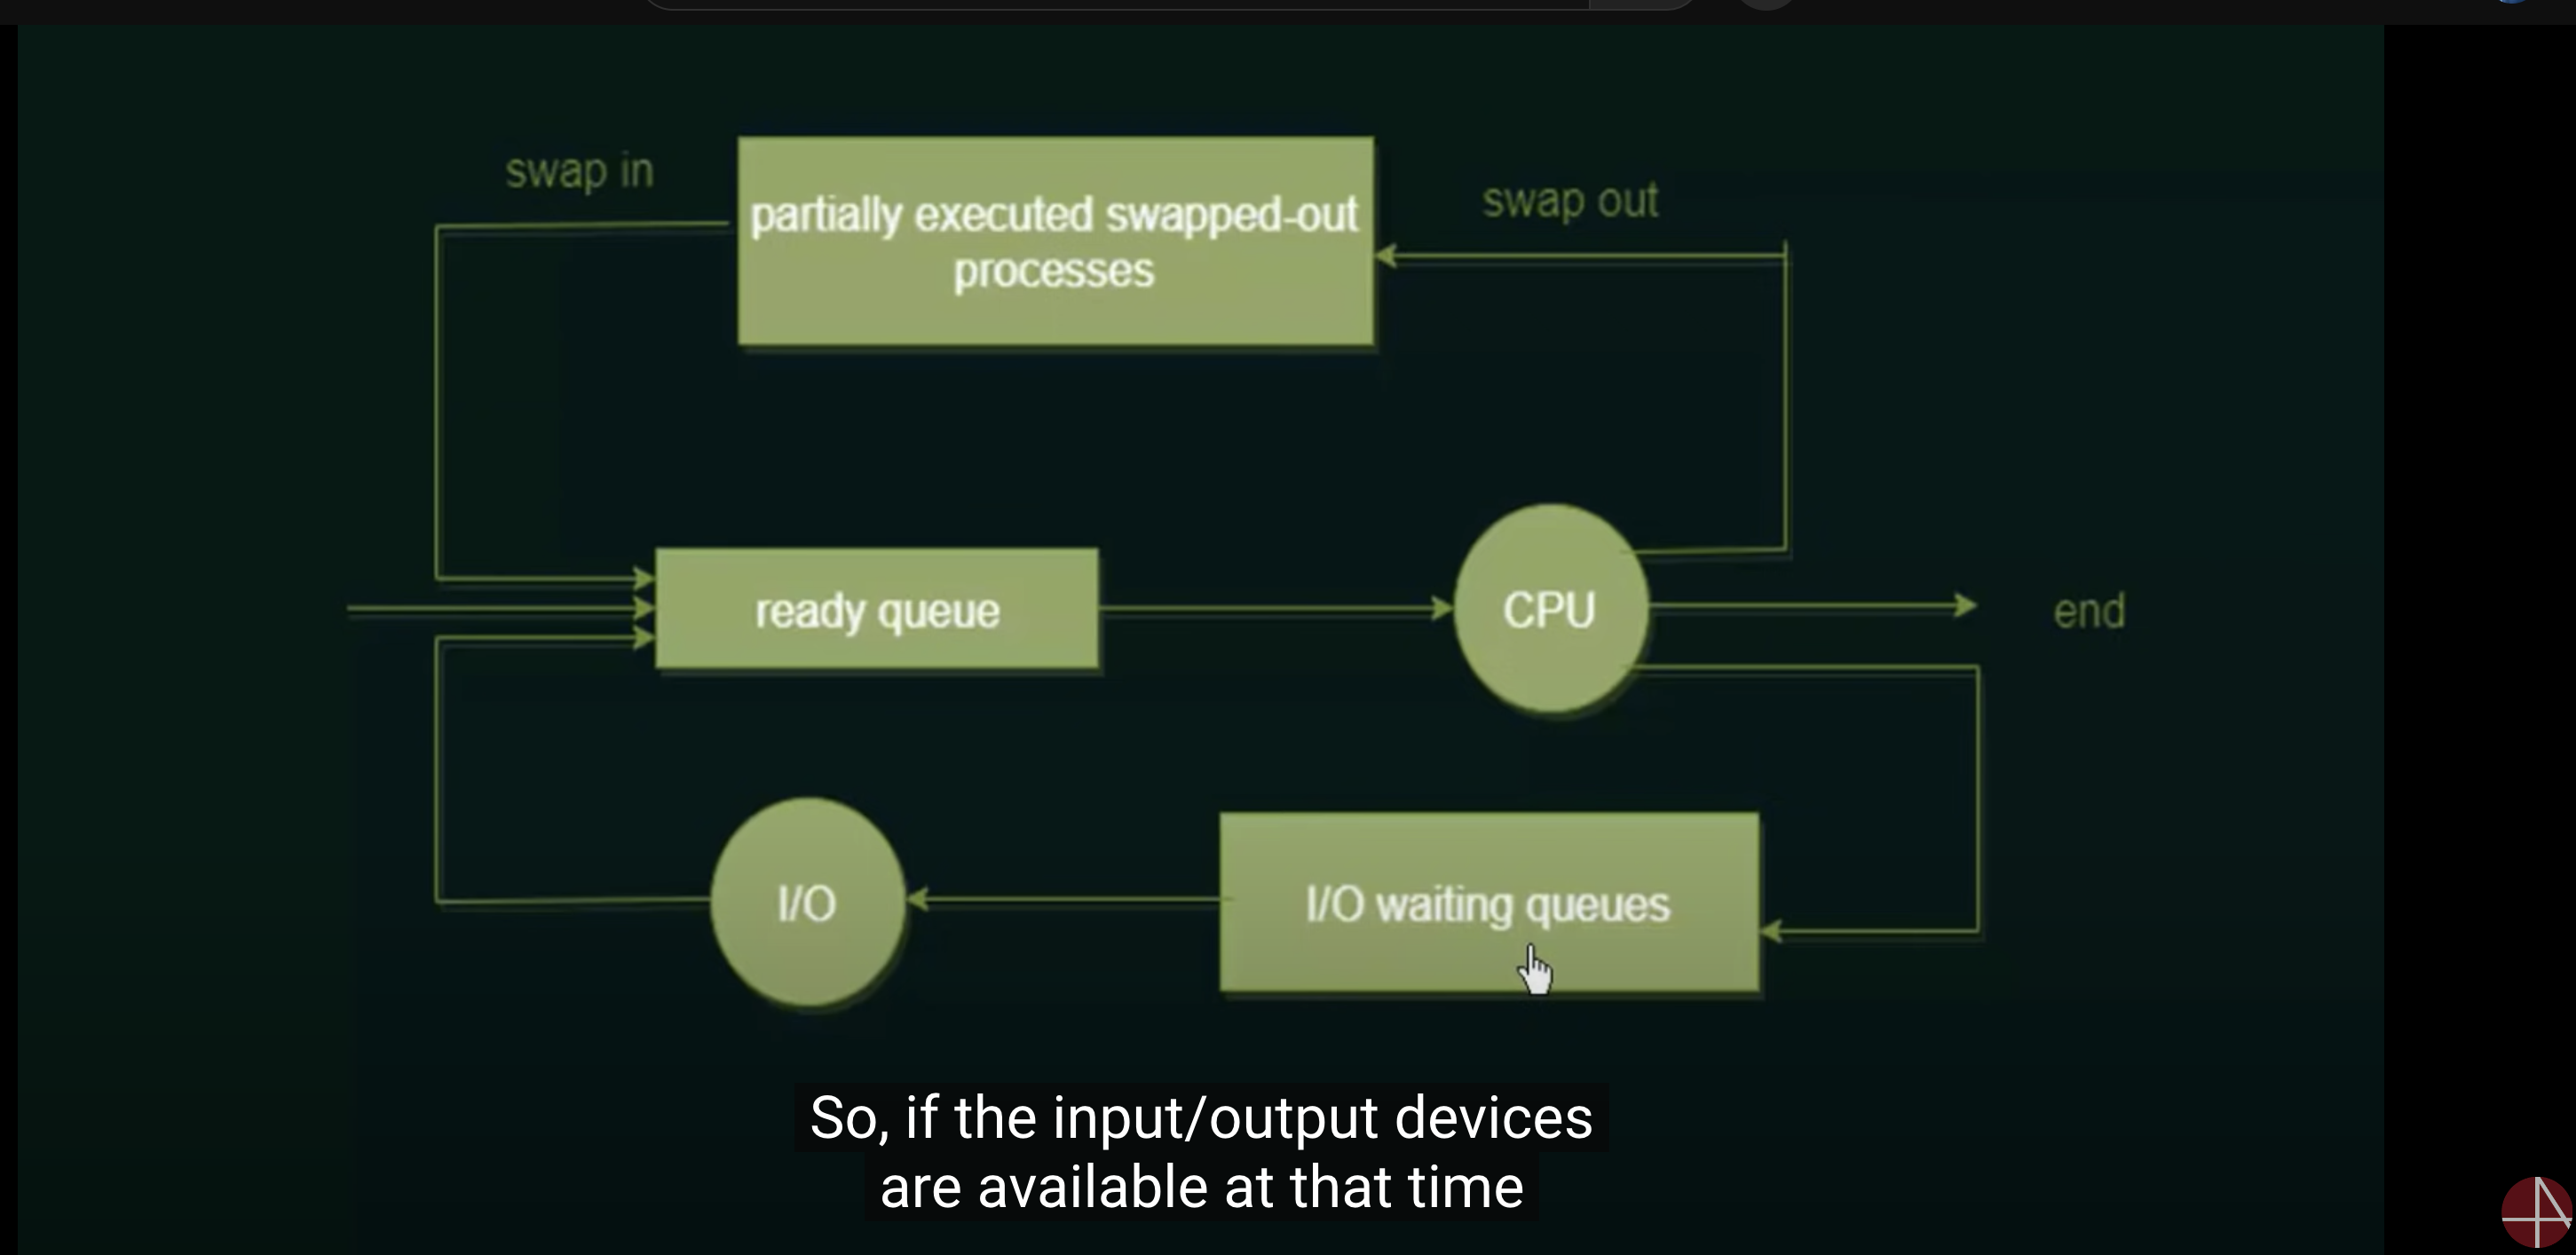 swap in
partially executed swapped-out
processes
swap out
ready queue
CPU
end
I/O
I/O waiting queues
So, if the input/output devices
are available at that time